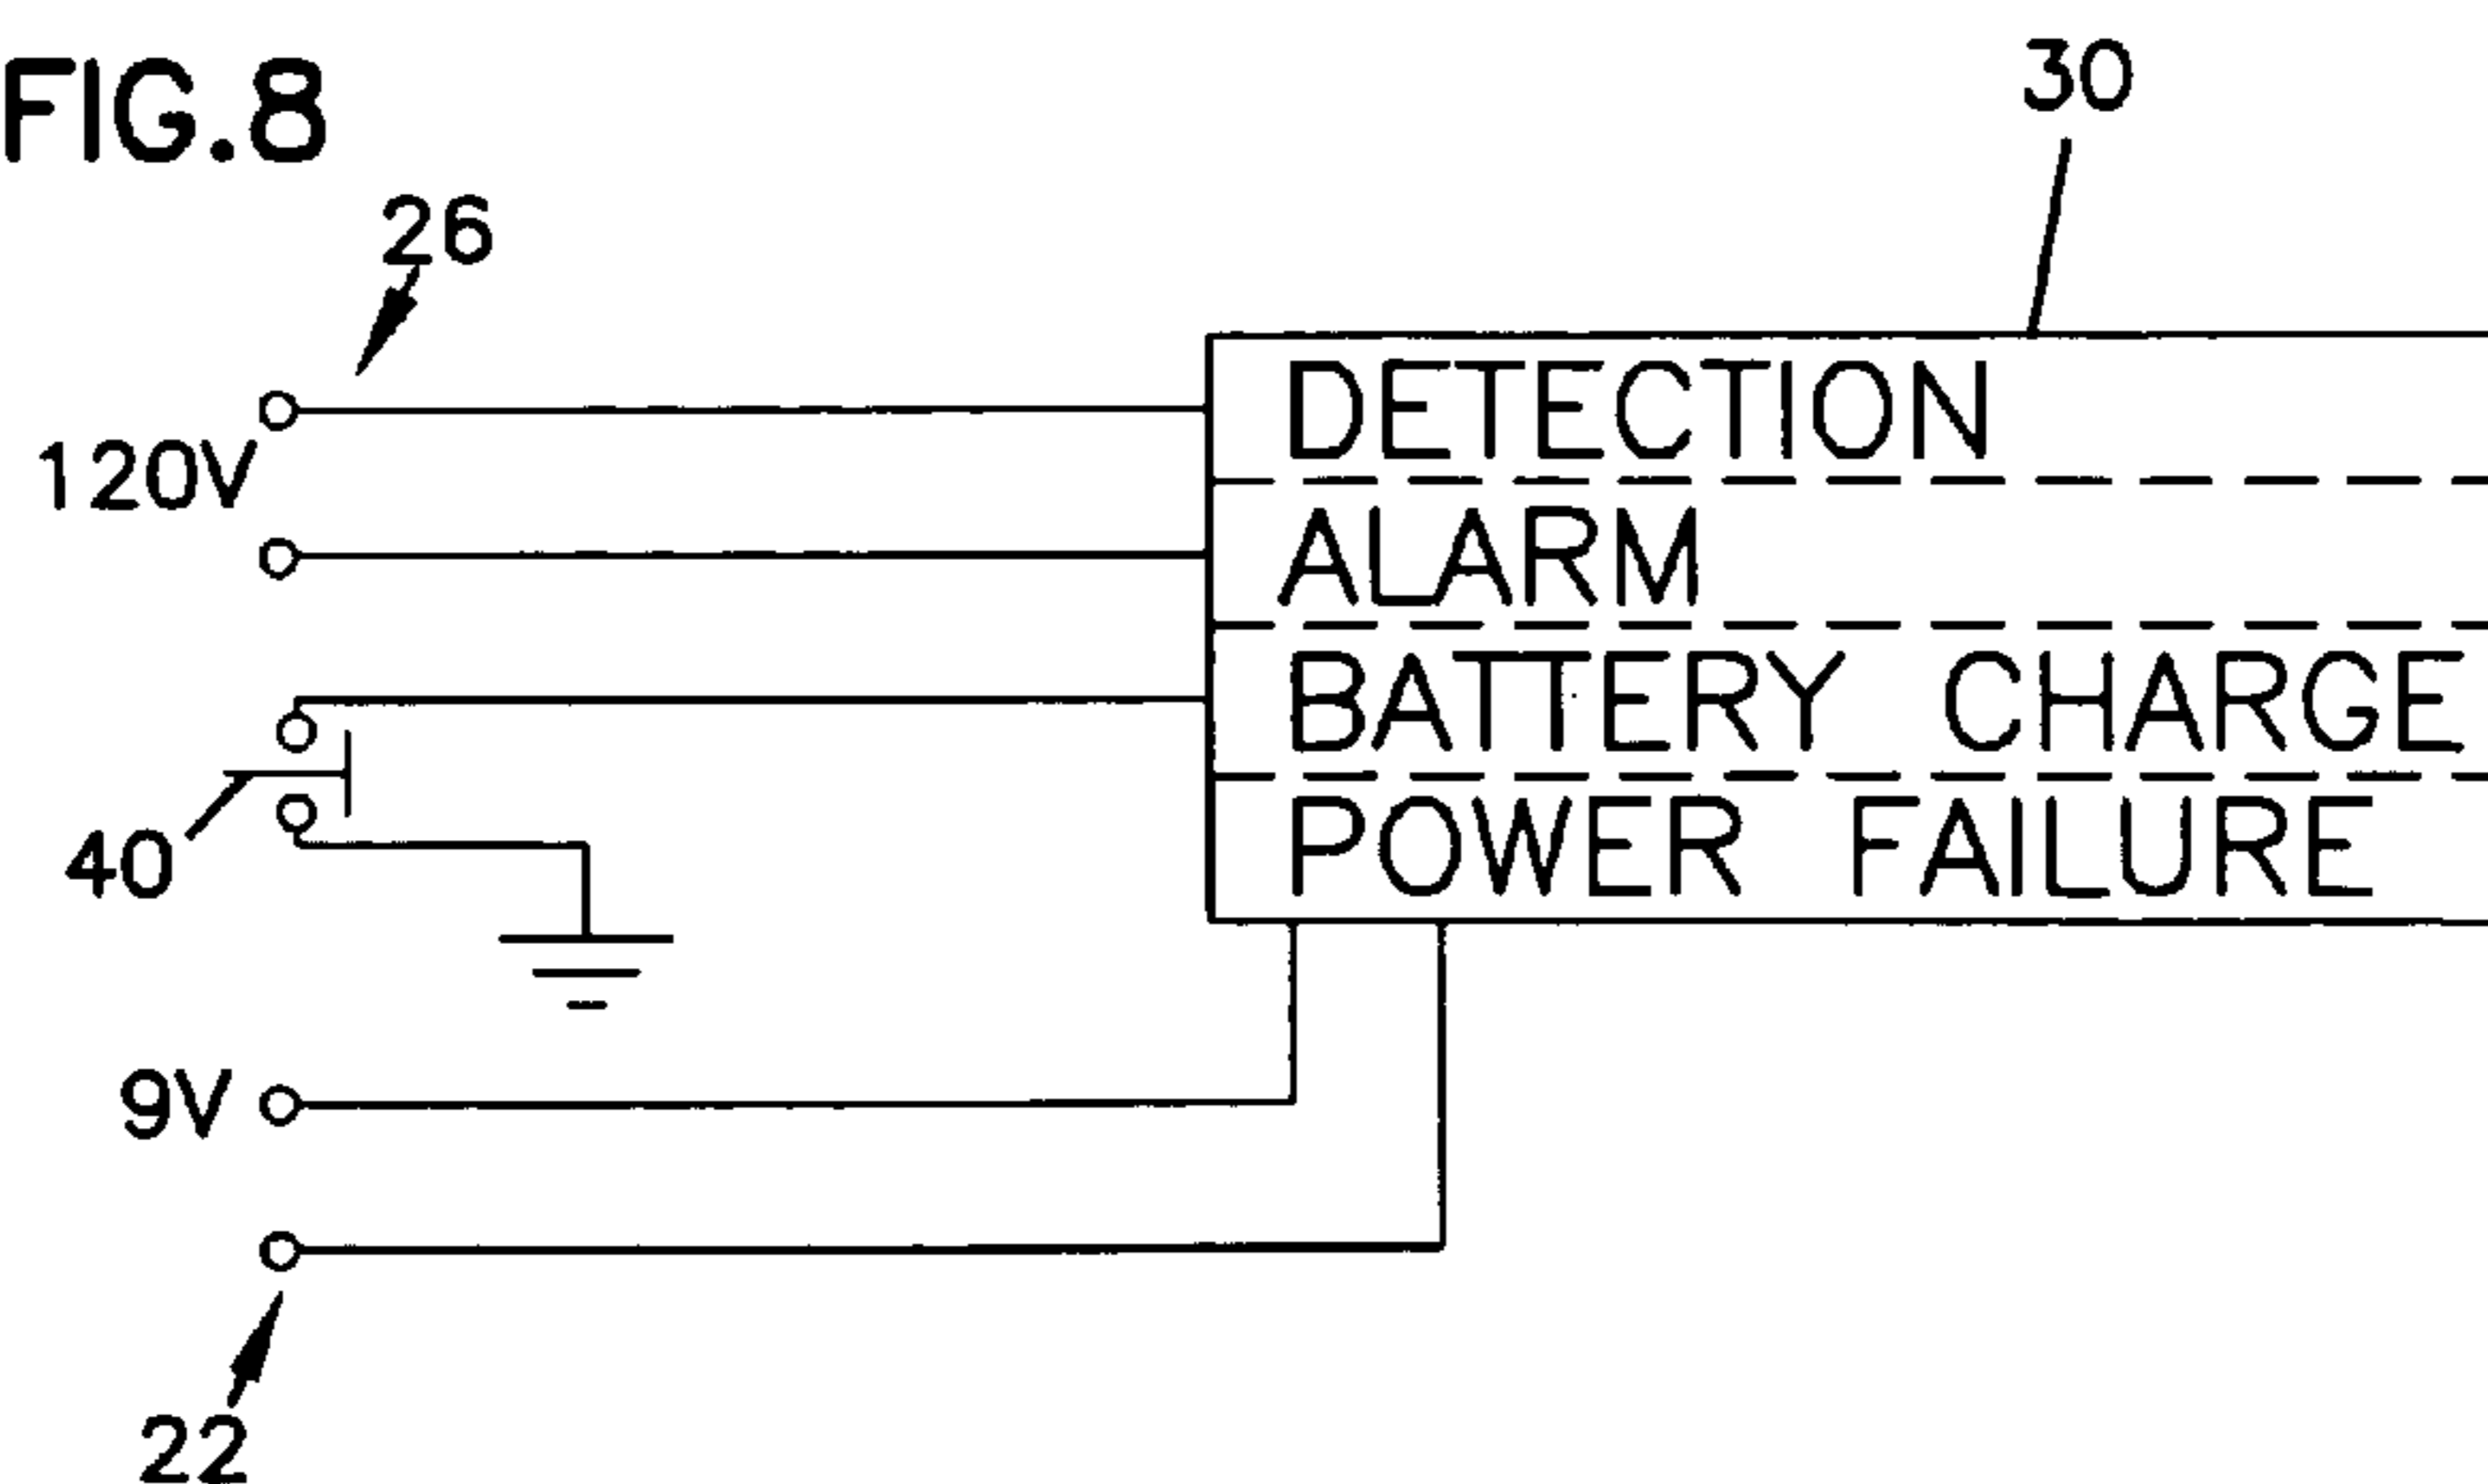 FIG.8
30
26
120V
DETECTION
ALARM
BATTERY CHARGE
POWER FAILURE
40
9V
22